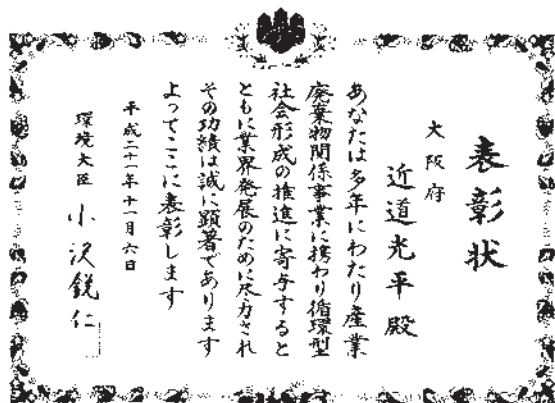 表彰状
大阪府
近道光平殿
あなたは多年にわたり産業
廃棄物関係事業に携わり循環型
社会形成の推進に寄与すると
ともに業界発展のために尽力され
その功績は誠に顕著であります
よってここに表彰します
平成二十一年十一月六日
環境大臣 小沢鋭仁